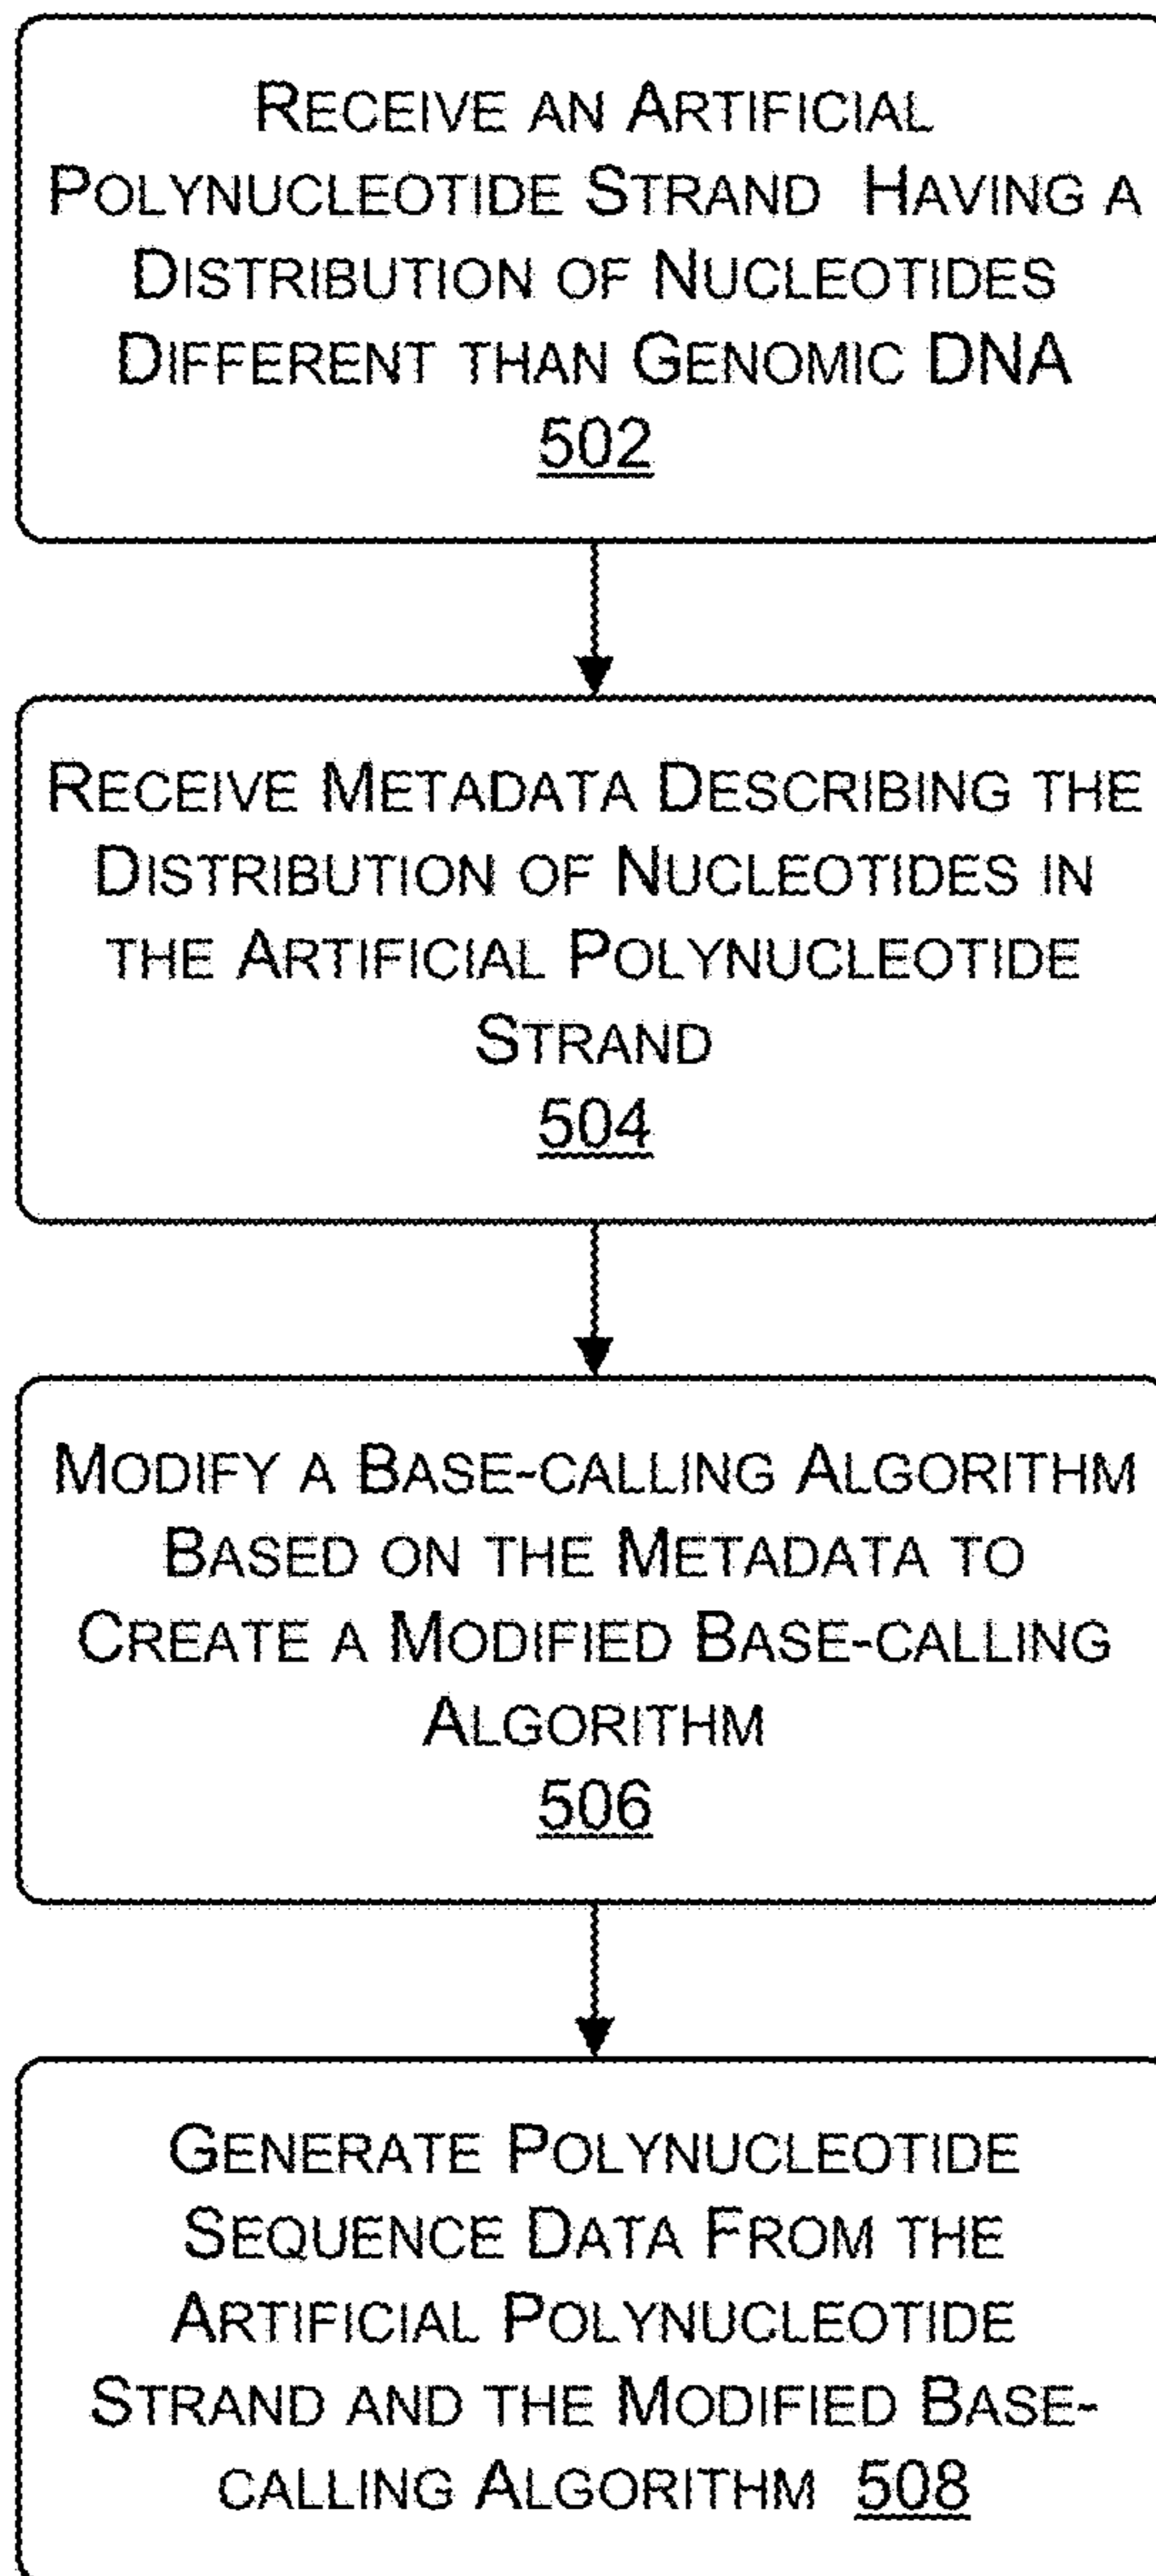 RECEIVE AN ARTIFICIAL
POLYNUCLEOTIDE STRAND HAVING A
DISTRIBUTION OF NUCLEOTIDES
DIFFERENT THAN GENOMIC DNA
502
RECEIVE METADATA DESCRIBING THE
DISTRIBUTION OF NUCLEOTIDES IN
THE ARTIFICIAL POLYNUCLEOTIDE
STRAND
504
MODIFY A BASE-CALLING ALGORITHM
BASED ON THE METADATA TO
CREATE A MODIFIED BASE-CALLING
ALGORITHM
506
GENERATE POLYNUCLEOTIDE
SEQUENCE DATA FROM THE
ARTIFICIAL POLYNUCLEOTIDE
STRAND AND THE MODIFIED BASE-
CALLING ALGORITHM 508